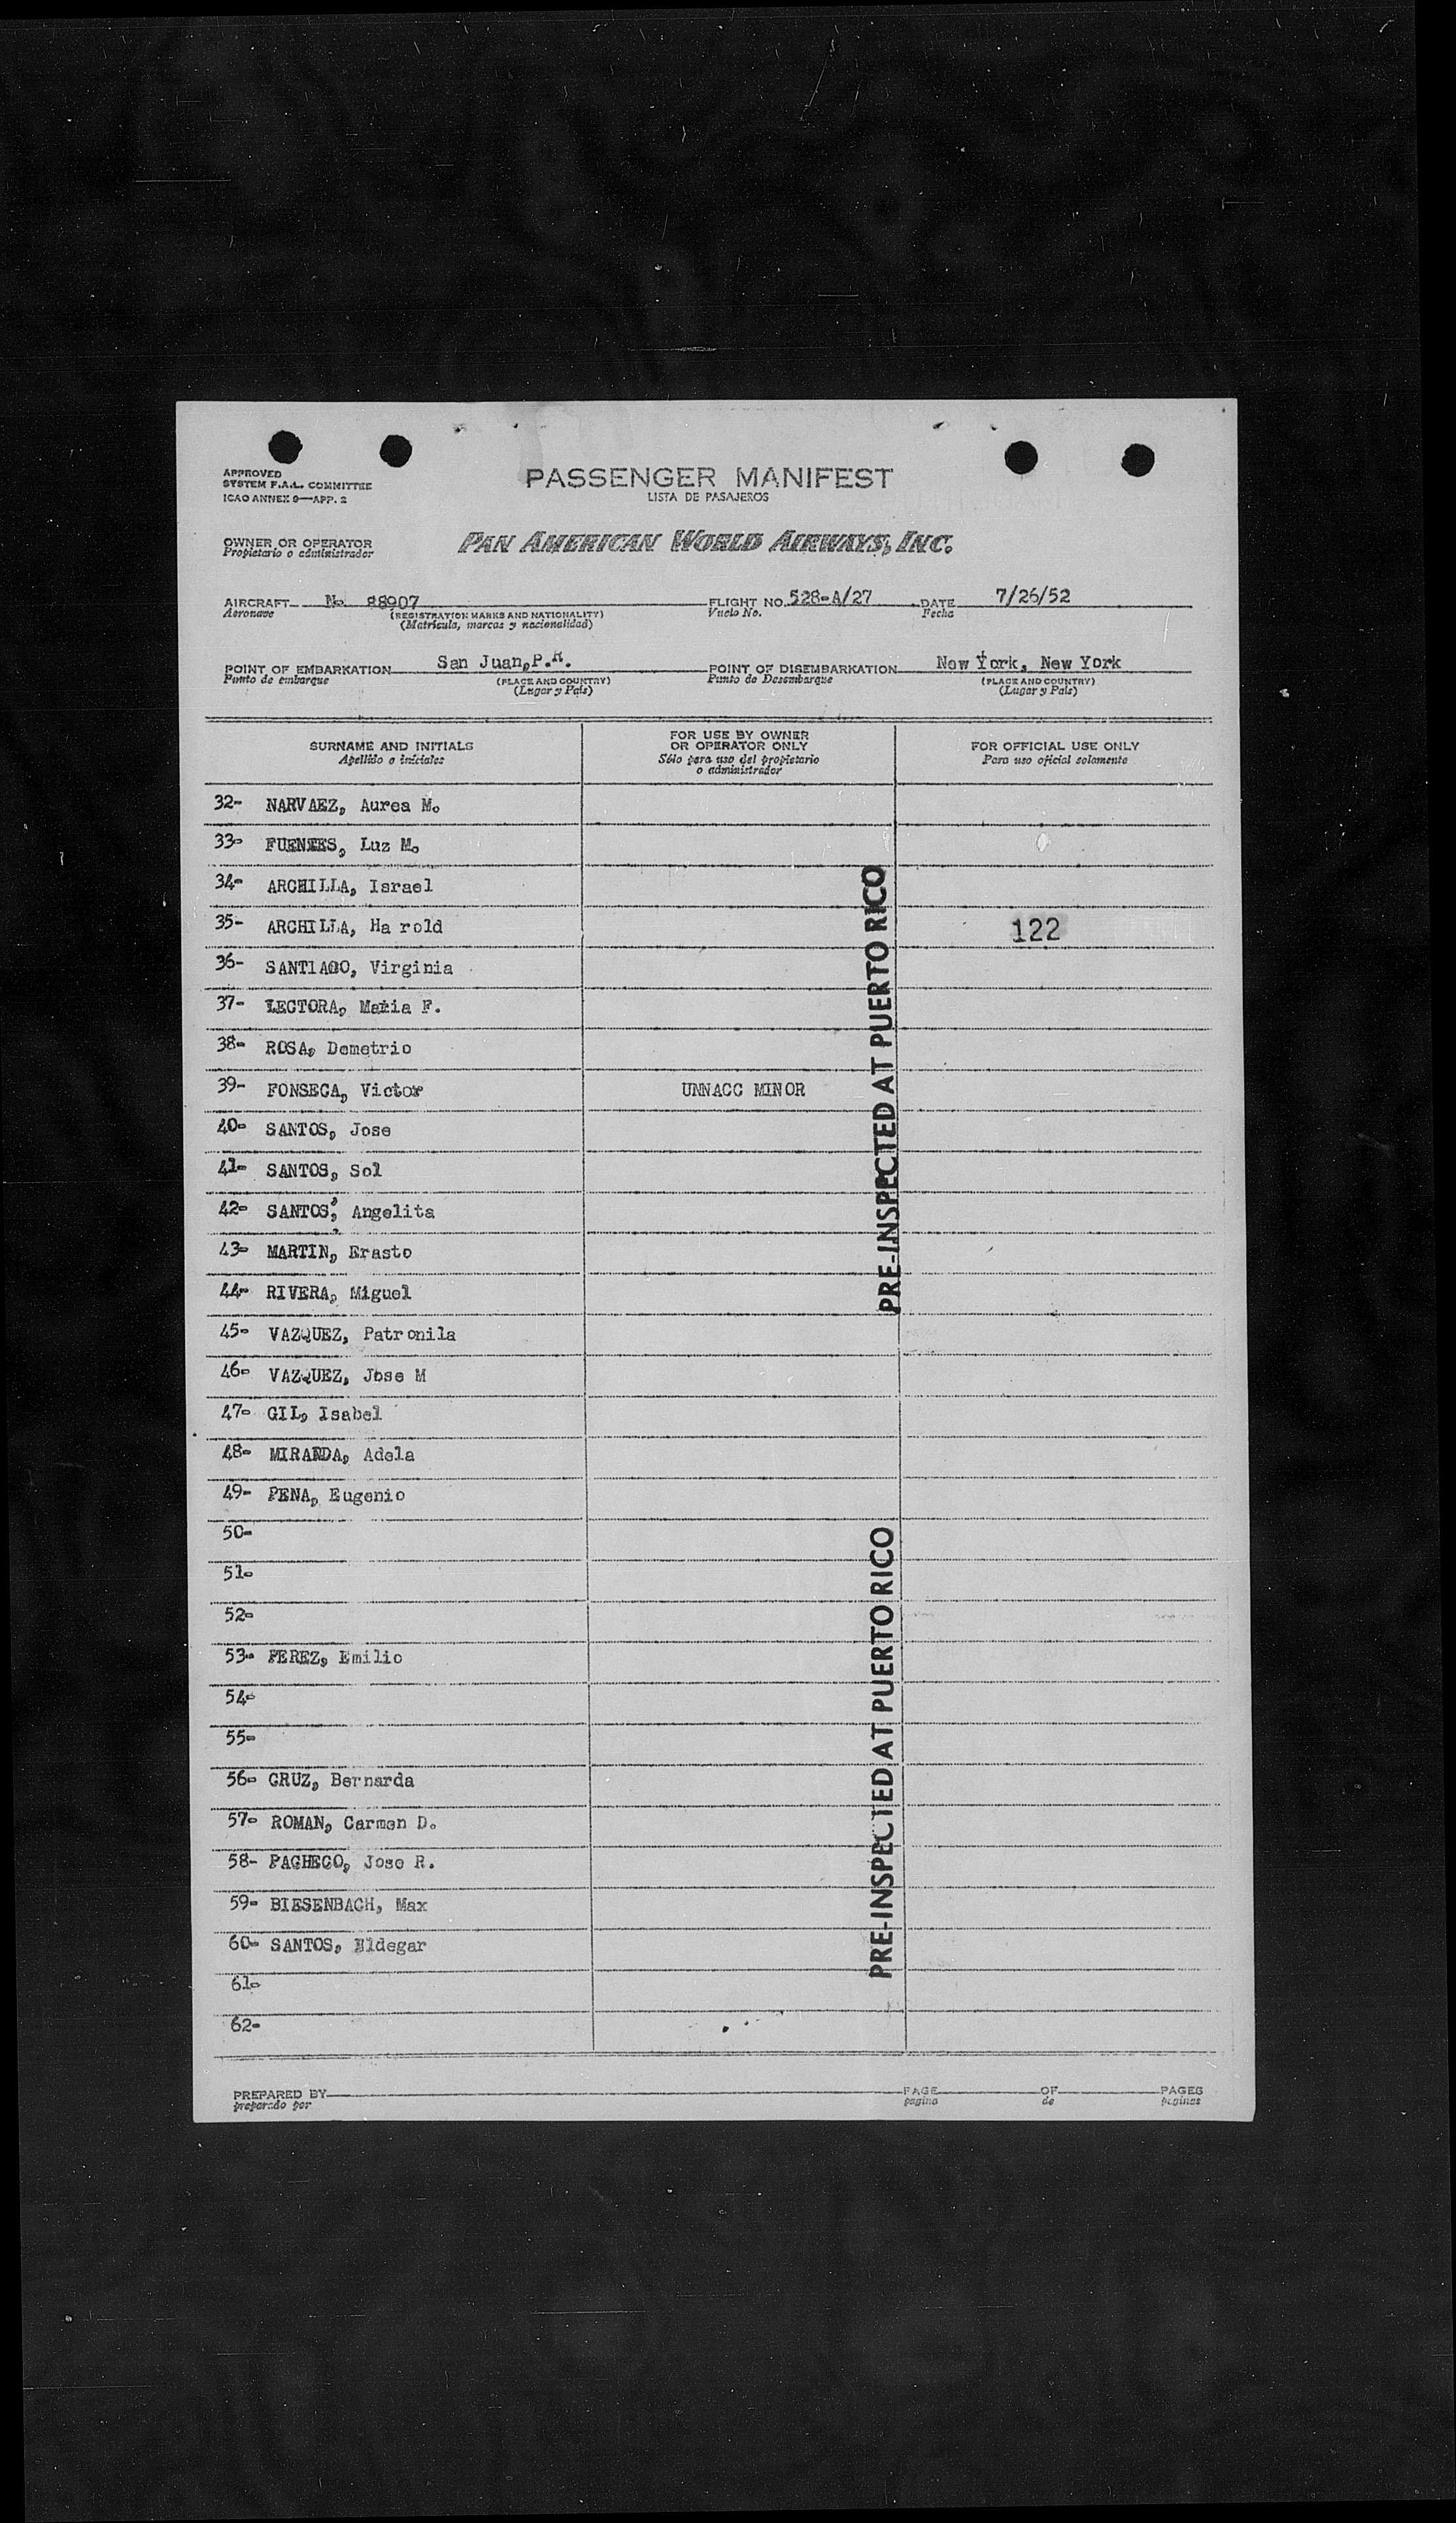 APPROVED
SYSTEM F.A.L. COMMITTEE
ICAO ANNEX 9—APP. 2
PASSENGER MANIFEST
LISTA DE PASAJEROS
OWNER OR OPERATOR
Propietario o administrador
PAN AMERICAN WORLD AIRWAYS, INC.
AIRCRAFT No. 88907 FLIGHT NO. 528-A/27 DATE 7/26/52
Aeronave (REGISTRATION MARKS AND NATIONALITY) Vuelo No. Fecha
(Matrícula, marcas y nacionalidad)
POINT OF EMBARKATION San Juan,P.R. POINT OF DISEMBARKATION New York, New York
Punto de embarque (PLACE AND COUNTRY) Punto de Desembarque (PLACE AND COUNTRY)
(Lugar y País) (Lugar y País)
SURNAME AND INITIALS
Apellido e iniciales
FOR USE BY OWNER
OR OPERATOR ONLY
Sólo para uso del propietario
o administrador
FOR OFFICIAL USE ONLY
Para uso oficial solamente
32- NARVAEZ, Aurea M.
33- FUENTES, Luz M.
34- ARCHILLA, Israel
35- ARCHILLA, Ha rold 122
36- SANTIAGO, Virginia
37- LECTORA, Maria F.
38- ROSA, Demetrio
39- FONSECA, Victor UNNACC MINOR
40- SANTOS, Jose
41- SANTOS, Sol
42- SANTOS, Angelita
43- MARTIN, Erasto
44- RIVERA, Miguel
45- VAZQUEZ, Patronila
46- VAZQUEZ, Jose M
47- GIL, Isabel
48- MIRANDA, Adela
49- PENA, Eugenio
50-
51-
52-
53- PEREZ, Emilio
54-
55-
56- CRUZ, Bernarda
57- ROMAN, Carmen D.
58- PACHECO, Jose R.
59- BIESENBACH, Max
60- SANTOS, Eldegar
61-
62-
PRE-INSPECTED AT PUERTO RICO
PRE-INSPECTED AT PUERTO RICO
PREPARED BY PAGE OF PAGES
preparado por pagina de paginas